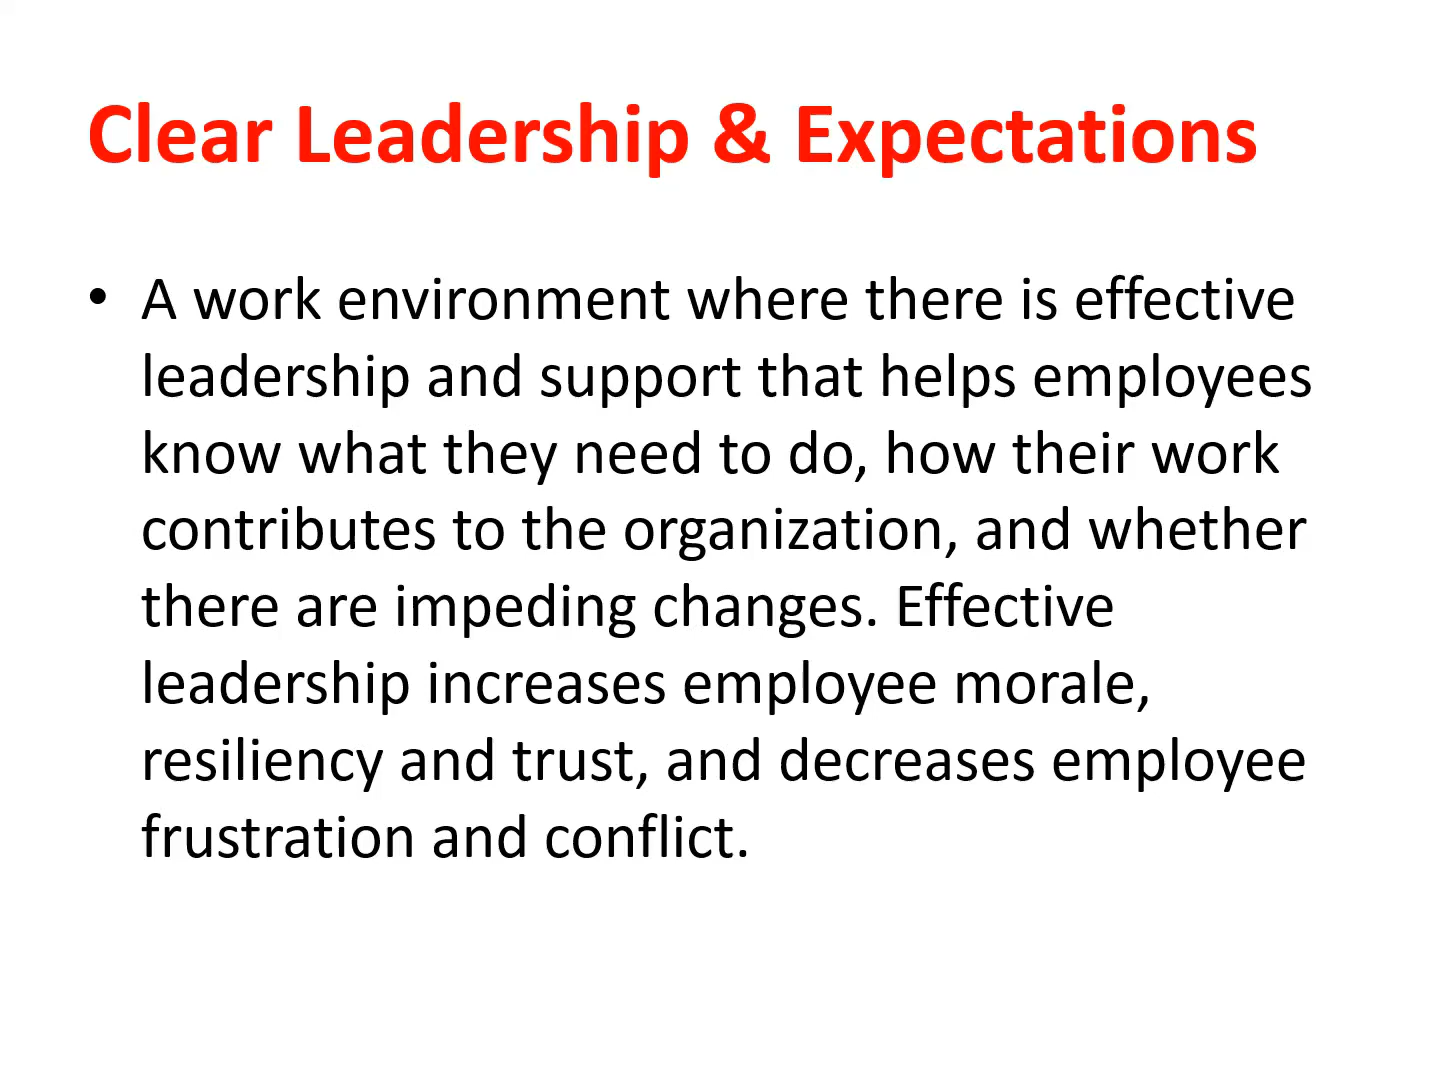 Clear Leadership & Expectations
• A work environment where there is effective
leadership and support that helps employees
know what they need to do, how their work
contributes to the organization, and whether
there are impeding changes. Effective
leadership increases employee morale,
resiliency and trust, and decreases employee
frustration and conflict.